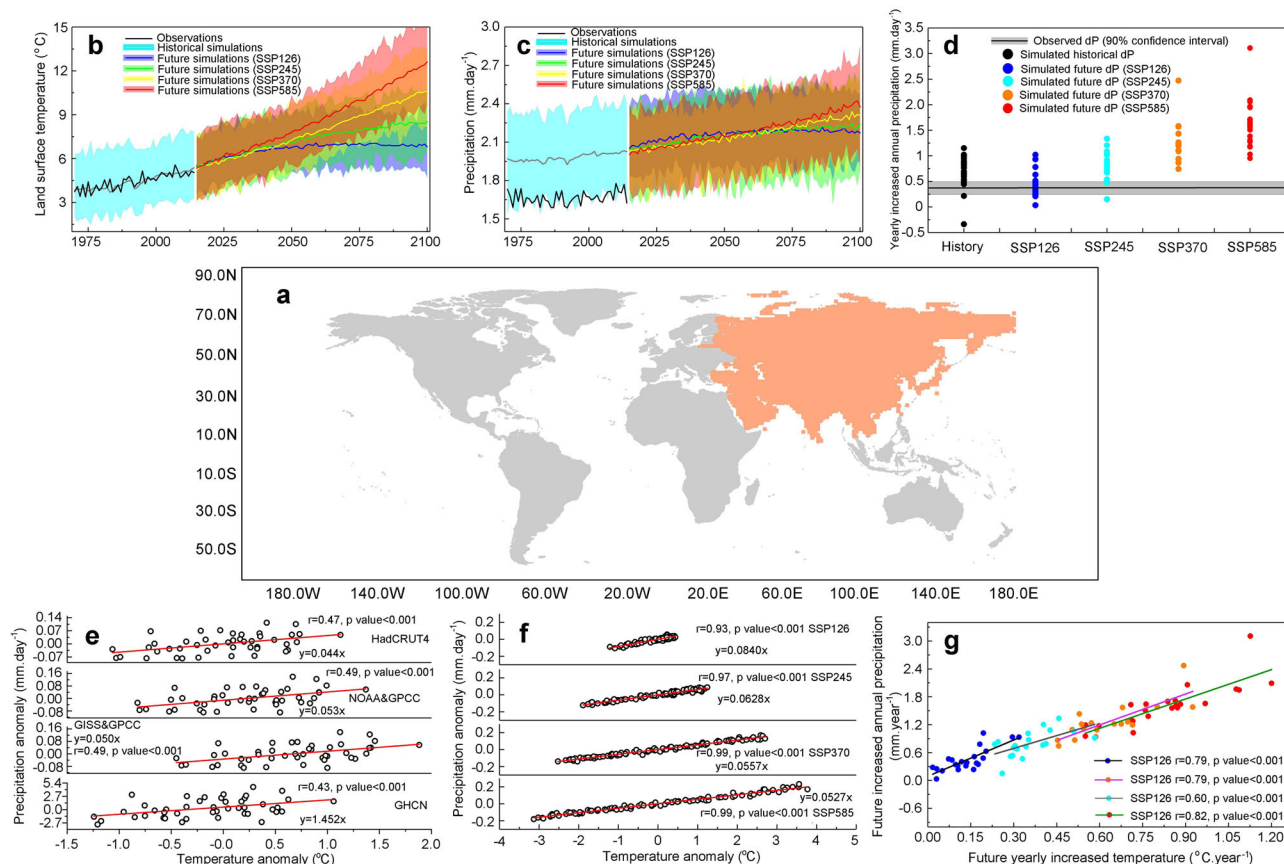 b
Land surface temperature (°C)
15
12
9
6
3
Observations
Historical simulations
Future simulations (SSP126)
Future simulations (SSP245)
Future simulations (SSP370)
Future simulations (SSP585)
1975 2000 2025 2050 2075 2100
c
Precipitation (mm.day-1)
3.0
2.7
2.4
2.1
1.8
1.5
Observations
Historical simulations
Future simulations (SSP126)
Future simulations (SSP245)
Future simulations (SSP370)
Future simulations (SSP585)
1975 2000 2025 2050 2075 2100
d
Yearly increased annual precipitation (mm.day-1)
3.5
3.0
2.5
2.0
1.5
1.0
0.5
0
-0.5
Observed dP (90% confidence interval)
Simulated historical dP
Simulated future dP (SSP126)
Simulated future dP (SSP245)
Simulated future dP (SSP370)
Simulated future dP (SSP585)
History SSP126 SSP245 SSP370 SSP585
a
90.0N
70.0N
50.0N
30.0N
10.0N
10.0S
30.0S
50.0S
180.0W 140.0W 100.0W 60.0W 20.0W 20.0E 60.0E 100.0E 140.0E 180.0E
e
Precipitation anomaly (mm.day-1)
0.14
0.07
0.00
-0.07
r=0.47, p value<0.001
HadCRUT4
y=0.044x
0.16
0.08
0.00
-0.08
r=0.49, p value<0.001
NOAA&GPCC
y=0.053x
0.16
0.08
0.00
-0.08
GISS&GPCC
y=0.050x
r=0.49, p value<0.001
5.4
2.7
0.0
-2.7
r=0.43, p value<0.001
GHCN
y=1.452x
-1.5 -1.0 -0.5 0.0 0.5 1.0 1.5 2.0
Temperature anomaly (ºC)
f
Precipitation anomaly (mm.day-1)
0.2
0.0
-0.2
r=0.93, p value<0.001 SSP126
y=0.0840x
0.2
0.0
-0.2
r=0.97, p value<0.001 SSP245
y=0.0628x
0.2
0.0
-0.2
r=0.99, p value<0.001 SSP370
y=0.0557x
0.2
0.0
-0.2
y=0.0527x
r=0.99, p value<0.001 SSP585
-4 -3 -2 -1 0 1 2 3 4
Temperature anomaly (ºC)
g
Future increased annual precipitation
(mm.year-1)
3.0
2.4
1.8
1.2
0.6
0.0
-0.6
SSP126 r=0.79, p value<0.001
SSP126 r=0.79, p value<0.001
SSP126 r=0.60, p value<0.001
SSP126 r=0.82, p value<0.001
0.00 0.15 0.30 0.45 0.60 0.75 0.90 1.05 1.20
Future yearly increased temperature (°C.year-1)